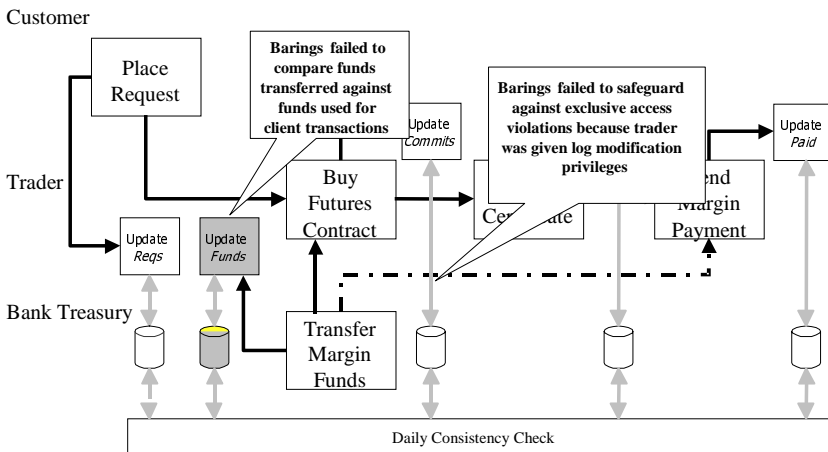 Customer
Place
Request
Barings failed to
compare funds
transferred against
funds used for
client transactions
Barings failed to safeguard
against exclusive access
violations because trader
was given log modification
privileges
Update
Commits
Update
Paid
Trader
Buy
Futures
Contract
Margin
Payment
Update
Reqs
Update
Funds
Bank Treasury
Transfer
Margin
Funds
Daily Consistency Check